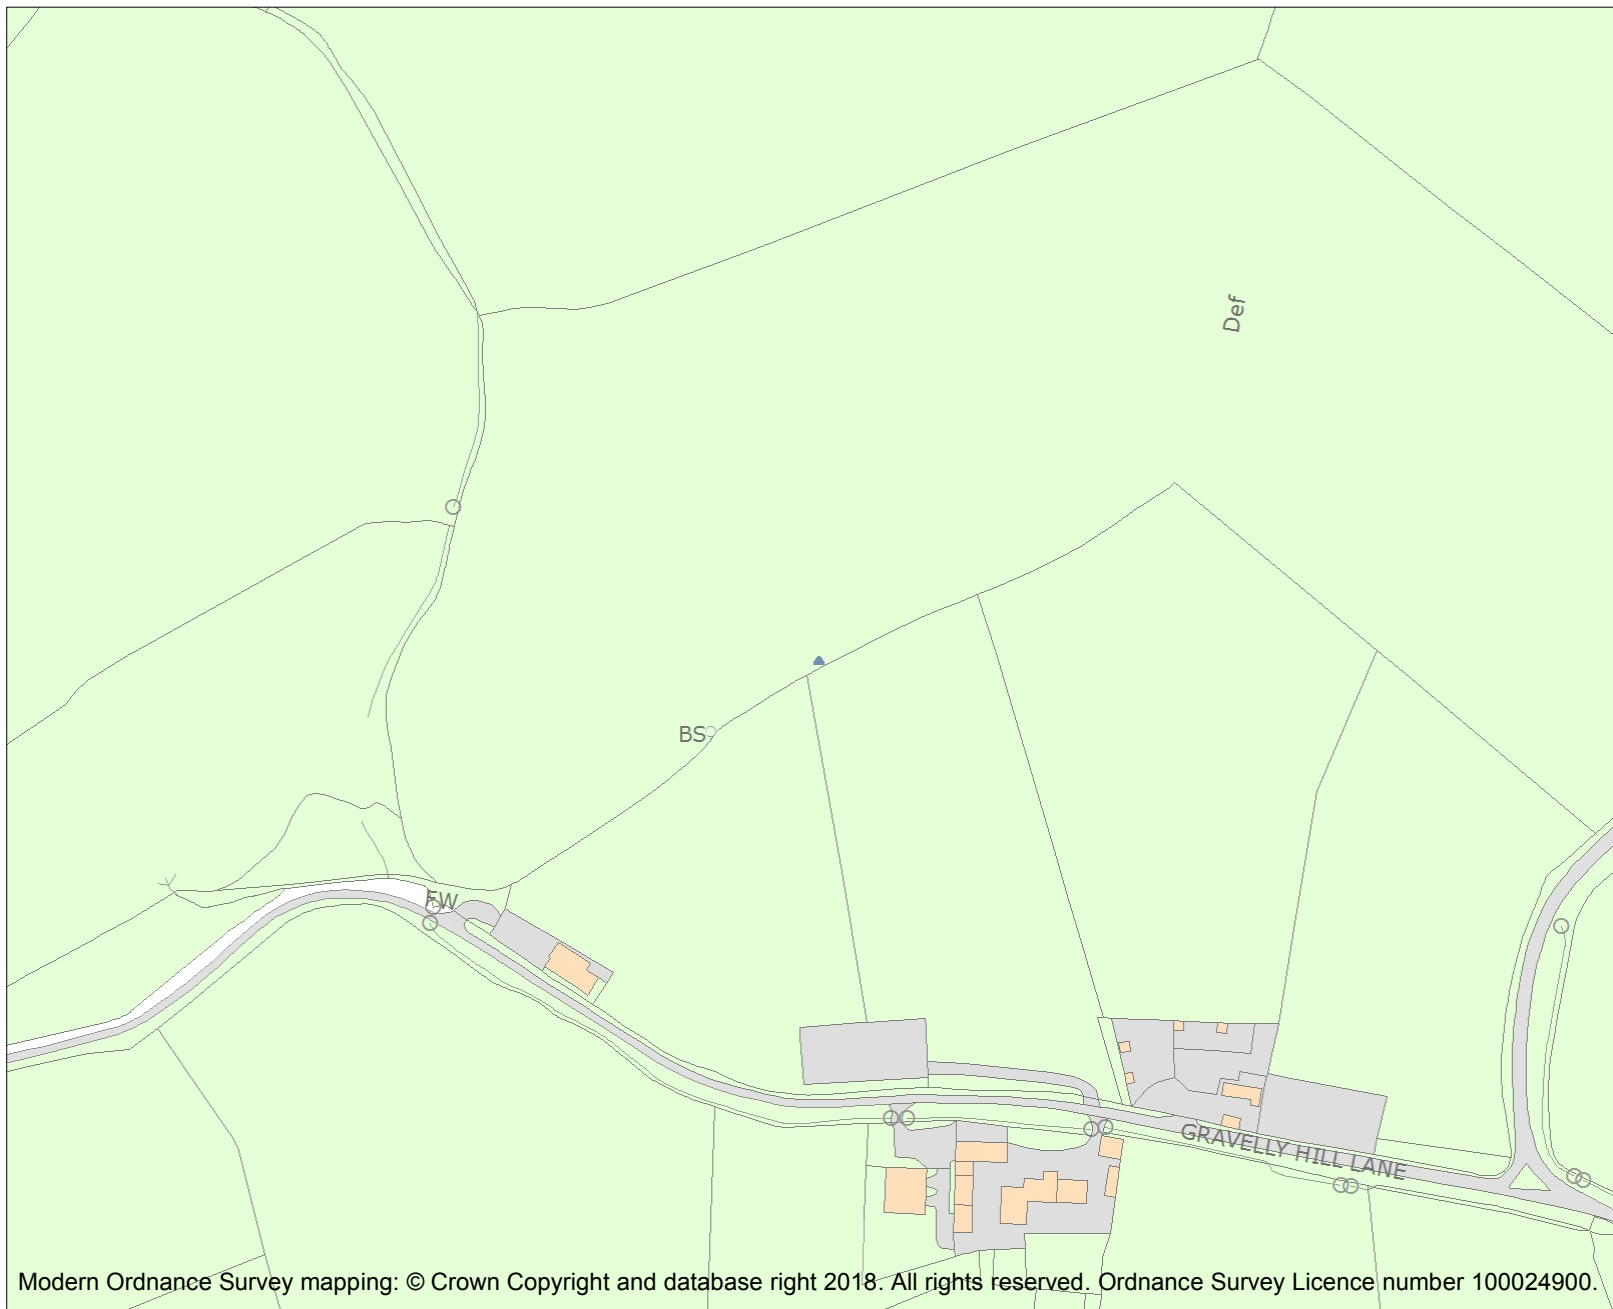 Def
BS
FW
GRAVELLY HILL LANE
Modern Ordnance Survey mapping: © Crown Copyright and database right 2018. All rights reserved. Ordnance Survey Licence number 100024900.